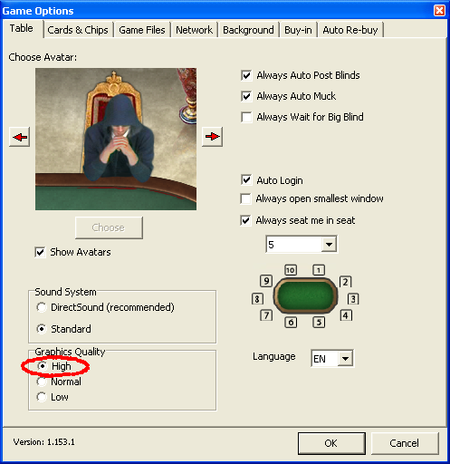 Game Options
Table Cards & Chips Game Files Network Background Buy-in Auto Re-buy
Choose Avatar:
Always Auto Post Blinds
Always Auto Muck
Always Wait for Big Blind
Auto Login
Always open smallest window
Choose
Always seat me in seat
5
Show Avatars
10 1
9 2
8 3
7 4
6 5
Sound System
DirectSound (recommended)
Standard
Graphics Quality
High
Normal
Low
Language EN
Version: 1.153.1
OK Cancel